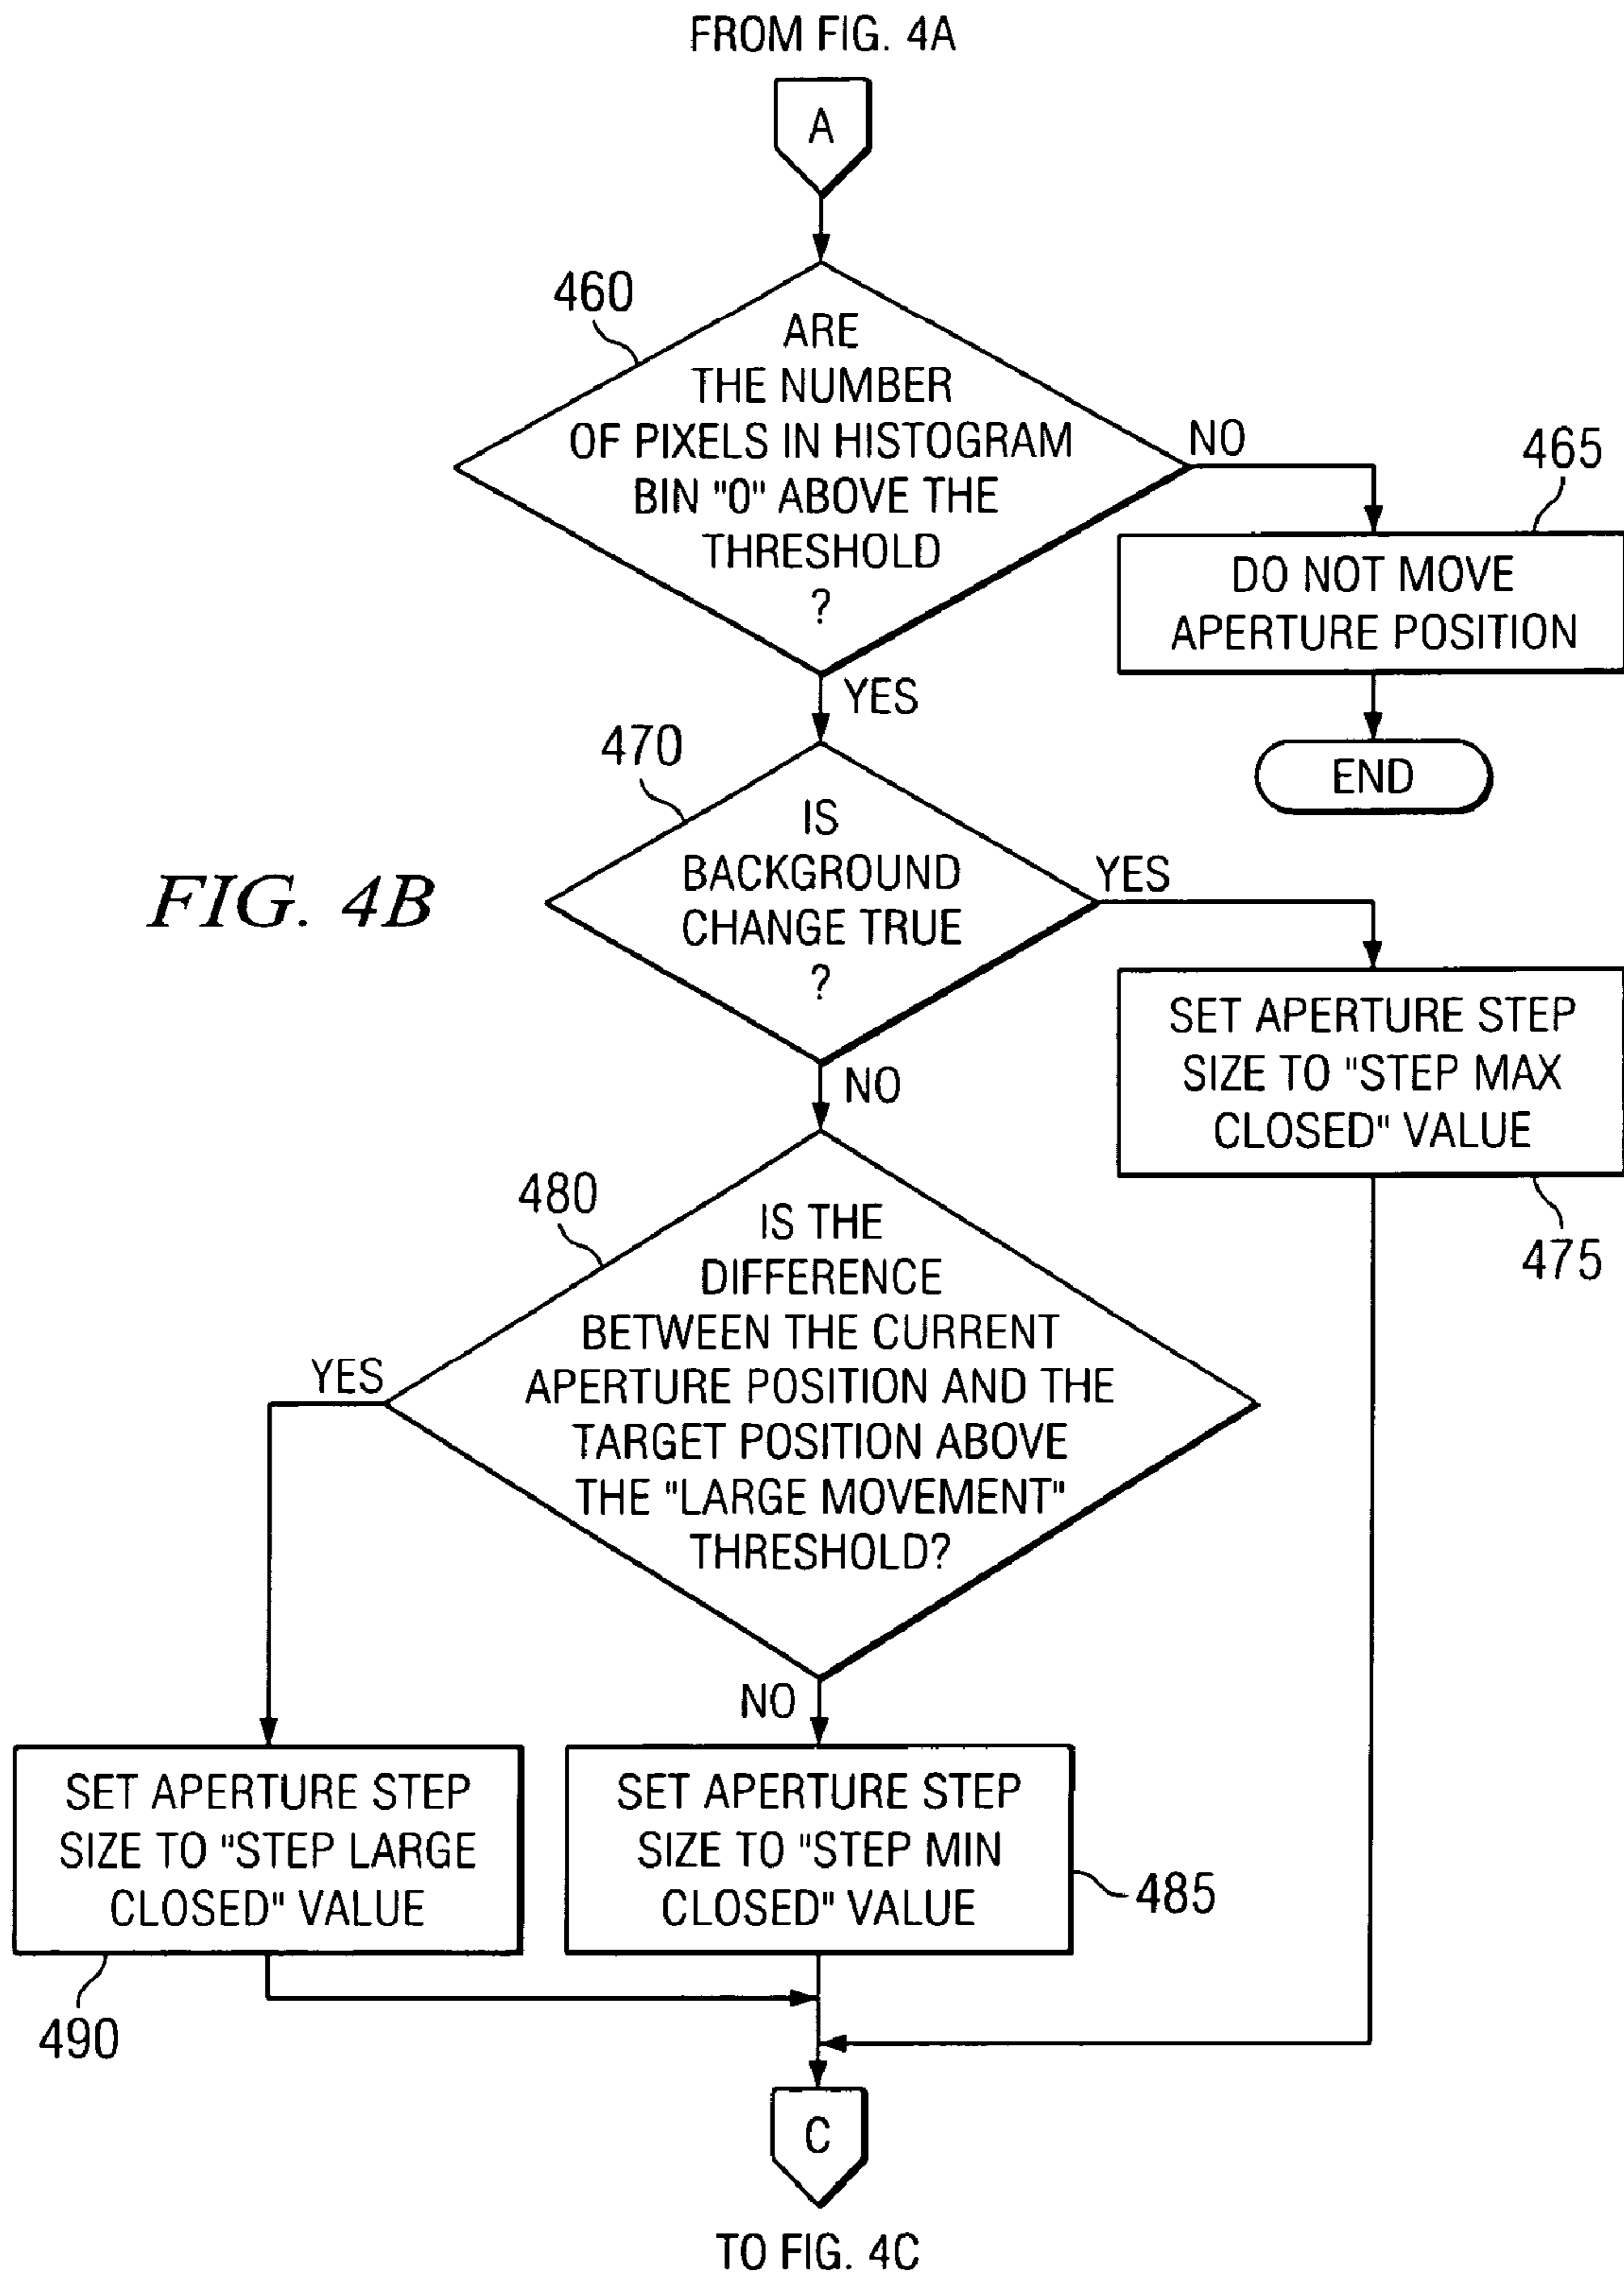 FROM FIG. 4A
A
460
ARE
THE NUMBER
OF PIXELS IN HISTOGRAM
BIN "0" ABOVE THE
THRESHOLD
?
NO
465
DO NOT MOVE
APERTURE POSITION
END
YES
470
IS
BACKGROUND
CHANGE TRUE
?
YES
FIG. 4B
SET APERTURE STEP
SIZE TO "STEP MAX
CLOSED" VALUE
475
NO
480
IS THE
DIFFERENCE
BETWEEN THE CURRENT
APERTURE POSITION AND THE
TARGET POSITION ABOVE
THE "LARGE MOVEMENT"
THRESHOLD?
YES
NO
SET APERTURE STEP
SIZE TO "STEP LARGE
CLOSED" VALUE
490
SET APERTURE STEP
SIZE TO "STEP MIN
CLOSED" VALUE
485
C
TO FIG. 4C